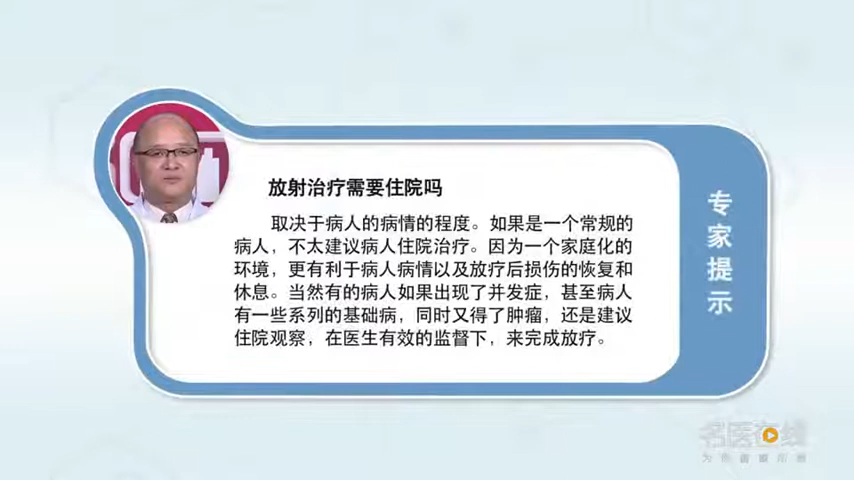 放射治疗需要住院吗
取决于病人的病情的程度。如果是一个常规的
病人，不太建议病人住院治疗。因为一个家庭化的
环境，更有利于病人病情以及放疗后损伤的恢复和
休息。当然有的病人如果出现了并发症，甚至病人
有一些系列的基础病，同时又得了肿瘤，还是建议
住院观察，在医生有效的监督下，来完成放疗。
专家提示
名医在线